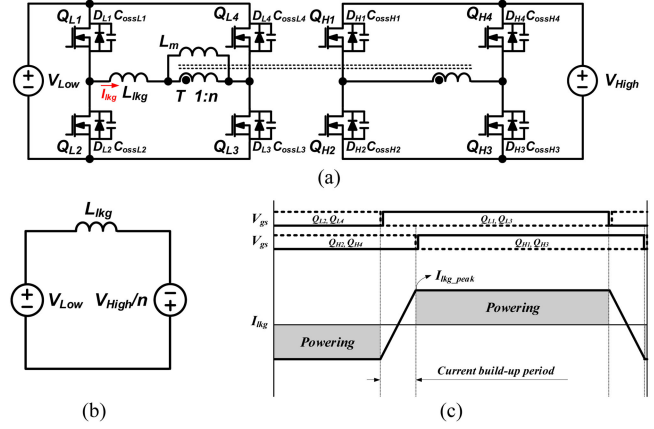 Q_L1 D_L1 C_ossL1 Q_L4 D_L4 C_ossL4 Q_H1 D_H1 C_ossH1 Q_H4 D_H4 C_ossH4
L_m
V_Low I_lkg L_lkg T 1:n V_High
Q_L2 D_L2 C_ossL2 Q_L3 D_L3 C_ossL3 Q_H2 D_H2 C_ossH2 Q_H3 D_H3 C_ossH3
(a)
L_lkg
V_Low V_High/n
(b)
V_gs Q_L2, Q_L4 Q_L1, Q_L3
V_gs Q_H2, Q_H4 Q_H1, Q_H3
I_lkg_peak
Powering
I_lkg
Powering
Current build-up period
(c)